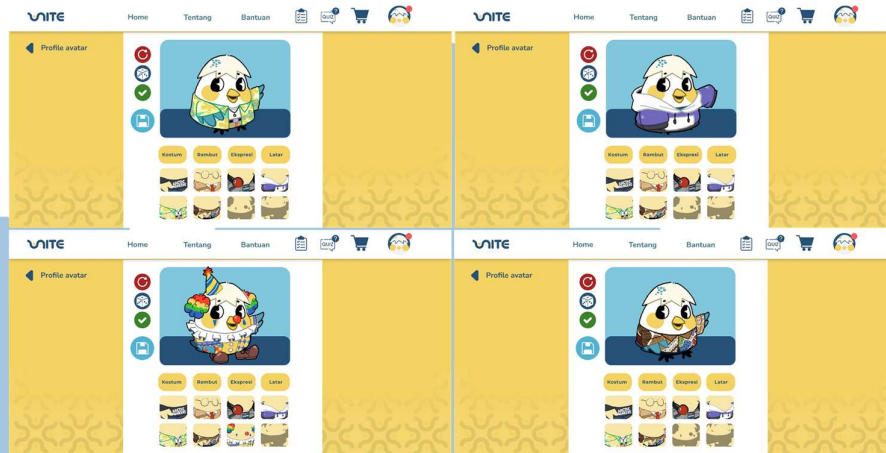 UNITE Home Tentang Bantuan QUIZ ?
Profile avatar
Kostum Rambut Ekspresi Latar
UNITE Home Tentang Bantuan QUIZ ?
Profile avatar
Kostum Rambut Ekspresi Latar
UNITE Home Tentang Bantuan QUIZ ?
Profile avatar
Kostum Rambut Ekspresi Latar
UNITE Home Tentang Bantuan QUIZ ?
Profile avatar
Kostum Rambut Ekspresi Latar